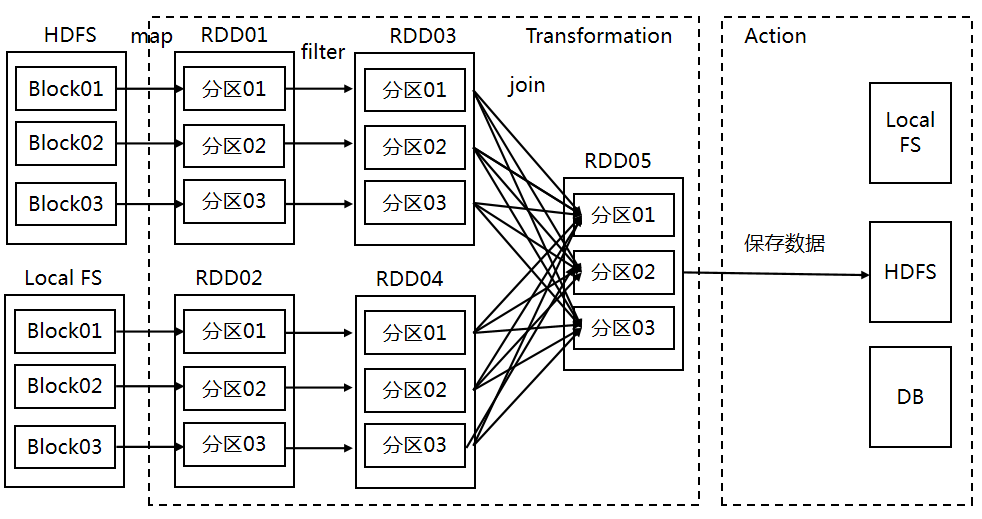 HDFS
map
RDD01
filter
RDD03
Transformation
Action
Block01
Block02
Block03
分区01
分区02
分区03
分区01
分区02
分区03
join
RDD05
分区01
分区02
分区03
保存数据
Local
FS
HDFS
DB
Local FS
RDD02
RDD04
Block01
Block02
Block03
分区01
分区02
分区03
分区01
分区02
分区03